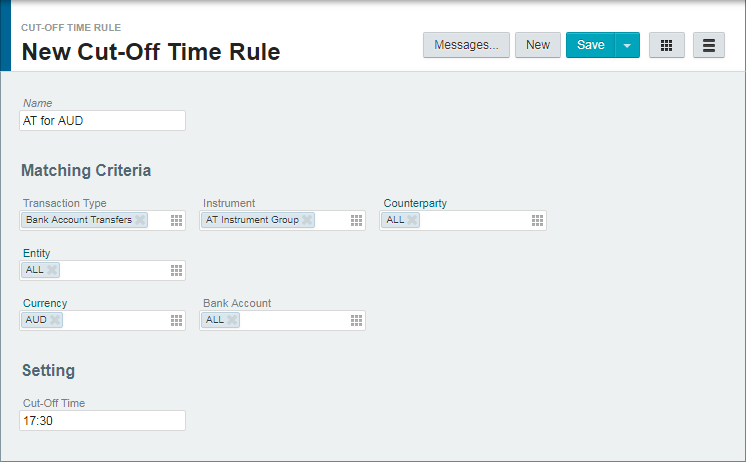 CUT-OFF TIME RULE
New Cut-Off Time Rule
Messages... New Save
Name
AT for AUD
Matching Criteria
Transaction Type Instrument Counterparty
Bank Account Transfers AT Instrument Group ALL
Entity
ALL
Currency Bank Account
AUD ALL
Setting
Cut-Off Time
17:30